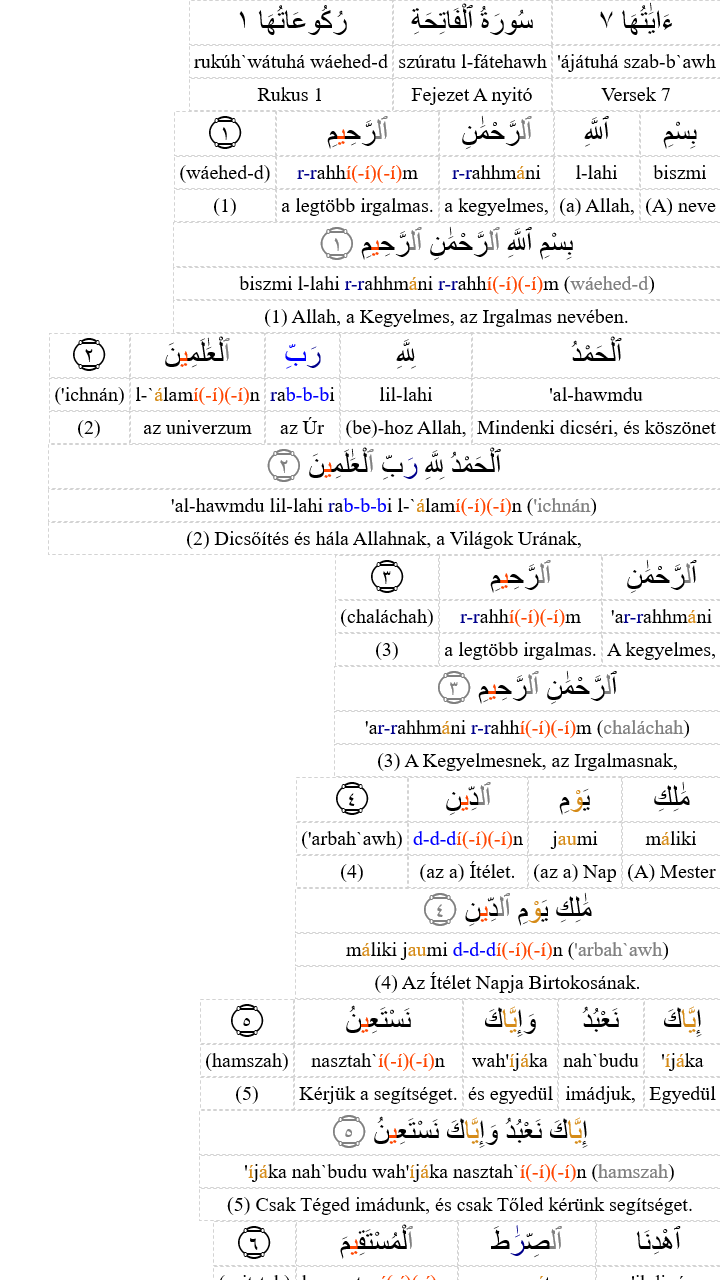 ءَايَٰتُهَا ٧ سُورَةُ ٱلْفَاتِحَةِ رُكُوعَاتُهَا ١
rukúh`wátuhá wáehed-d szúratu l-fátehawh 'ájátuhá szab-b`awh
Rukus 1 Fejezet A nyitó Versek 7
بِسْمِ ٱللَّهِ ٱلرَّحْمَٰنِ ٱلرَّحِيمِ ١
(wáehed-d) r-rahhí(-í)(-í)m r-rahhmáni l-lahi biszmi
(1) a legtöbb irgalmas. a kegyelmes, (a) Allah, (A) neve
بِسْمِ ٱللَّهِ ٱلرَّحْمَٰنِ ٱلرَّحِيمِ ١
biszmi l-lahi r-rahhmáni r-rahhí(-í)(-í)m (wáehed-d)
(1) Allah, a Kegyelmes, az Irgalmas nevében.
ٱلْحَمْدُ لِلَّهِ رَبِّ ٱلْعَٰلَمِينَ ٢
('ichnán) l-`álamí(-í)(-í)n rab-b-bi lil-lahi 'al-hawmdu
(2) az univerzum az Úr (be)-hoz Allah, Mindenki dicséri, és köszönet
ٱلْحَمْدُ لِلَّهِ رَبِّ ٱلْعَٰلَمِينَ ٢
'al-hawmdu lil-lahi rab-b-bi l-`álamí(-í)(-í)n ('ichnán)
(2) Dicsőítés és hála Allahnak, a Világok Urának,
ٱلرَّحْمَٰنِ ٱلرَّحِيمِ ٣
(chaláchah) r-rahhí(-í)(-í)m 'ar-rahhmáni
(3) a legtöbb irgalmas. A kegyelmes,
ٱلرَّحْمَٰنِ ٱلرَّحِيمِ ٣
'ar-rahhmáni r-rahhí(-í)(-í)m (chaláchah)
(3) A Kegyelmesnek, az Irgalmasnak,
مَٰلِكِ يَوْمِ ٱلدِّينِ ٤
('arbah`awh) d-d-dí(-í)(-í)n jaumi máliki
(4) (az a) Ítélet. (az a) Nap (A) Mester
مَٰلِكِ يَوْمِ ٱلدِّينِ ٤
máliki jaumi d-d-dí(-í)(-í)n ('arbah`awh)
(4) Az Ítélet Napja Birtokosának.
إِيَّاكَ نَعْبُدُ وَإِيَّاكَ نَسْتَعِينُ ٥
(hamszah) nasztah`í(-í)(-í)n wah'íjáka nah`budu 'íjáka
(5) Kérjük a segítséget. és egyedül imádjuk, Egyedül
إِيَّاكَ نَعْبُدُ وَإِيَّاكَ نَسْتَعِينُ ٥
'íjáka nah`budu wah'íjáka nasztah`í(-í)(-í)n (hamszah)
(5) Csak Téged imádunk, és csak Tőled kérünk segítséget.
ٱهْدِنَا ٱلصِّرَٰطَ ٱلْمُسْتَقِيمَ ٦